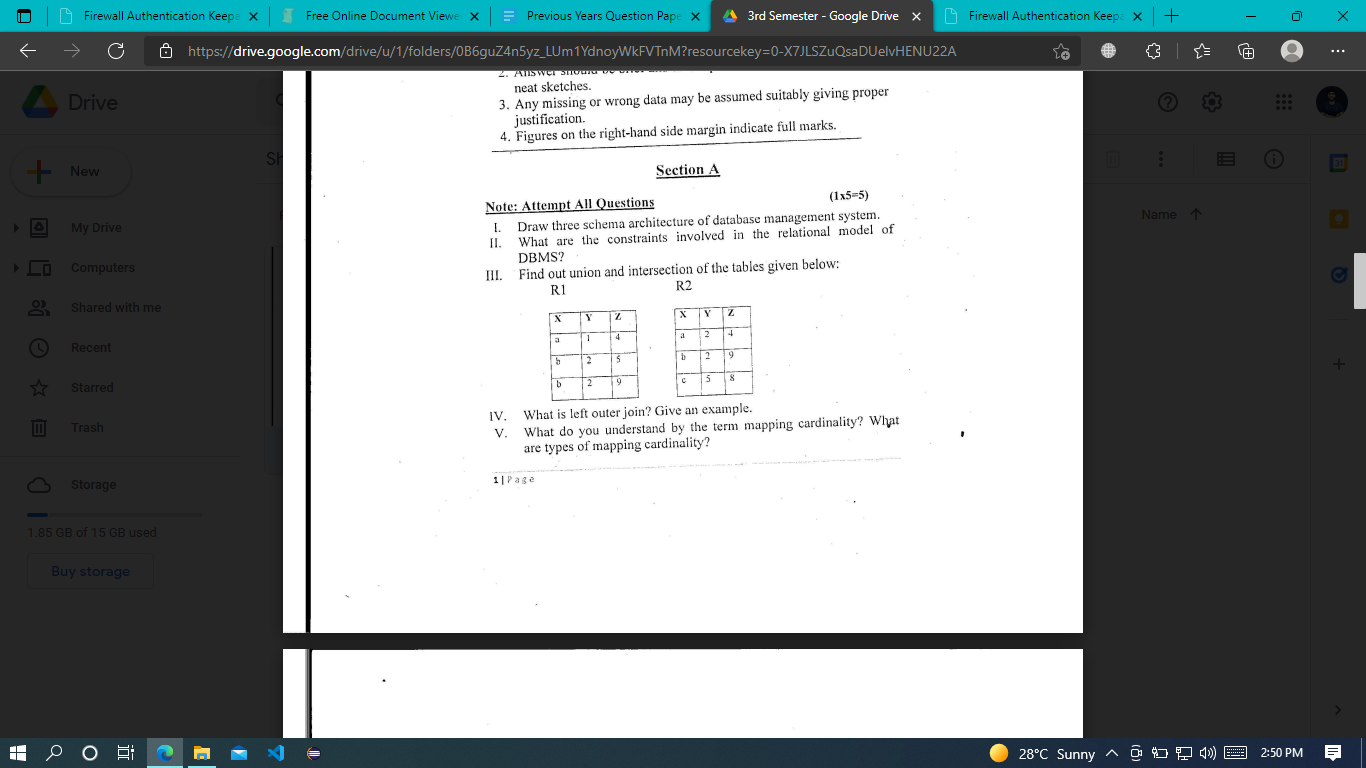 Firewall Authentication Keepa
Free Online Document Viewe
Previous Years Question Pape
3rd Semester - Google Drive
Firewall Authentication Keepa
https://drive.google.com/drive/u/1/folders/0B6guZ4n5yz_LUm1YdnoyWkFVTnM?resourcekey=0-X7JLSZuQsaDUelvHENU22A
Drive
New
My Drive
Computers
Shared with me
Recent
Starred
Trash
Storage
1.85 GB of 15 GB used
Buy storage
Sh
Name
2. Answer should be
neat sketches.
3. Any missing or wrong data may be assumed suitably giving proper
justification.
4. Figures on the right-hand side margin indicate full marks.
Section A
Note: Attempt All Questions (1x5=5)
I. Draw three schema architecture of database management system.
II. What are the constraints involved in the relational model of
DBMS?
III. Find out union and intersection of the tables given below:
R1 R2
X Y Z X Y Z
a 1 4 a 2 4
b 2 5 b 2 9
b 2 9 c 5 8
IV. What is left outer join? Give an example.
V. What do you understand by the term mapping cardinality? What
are types of mapping cardinality?
1 | Page
28°C Sunny
2:50 PM